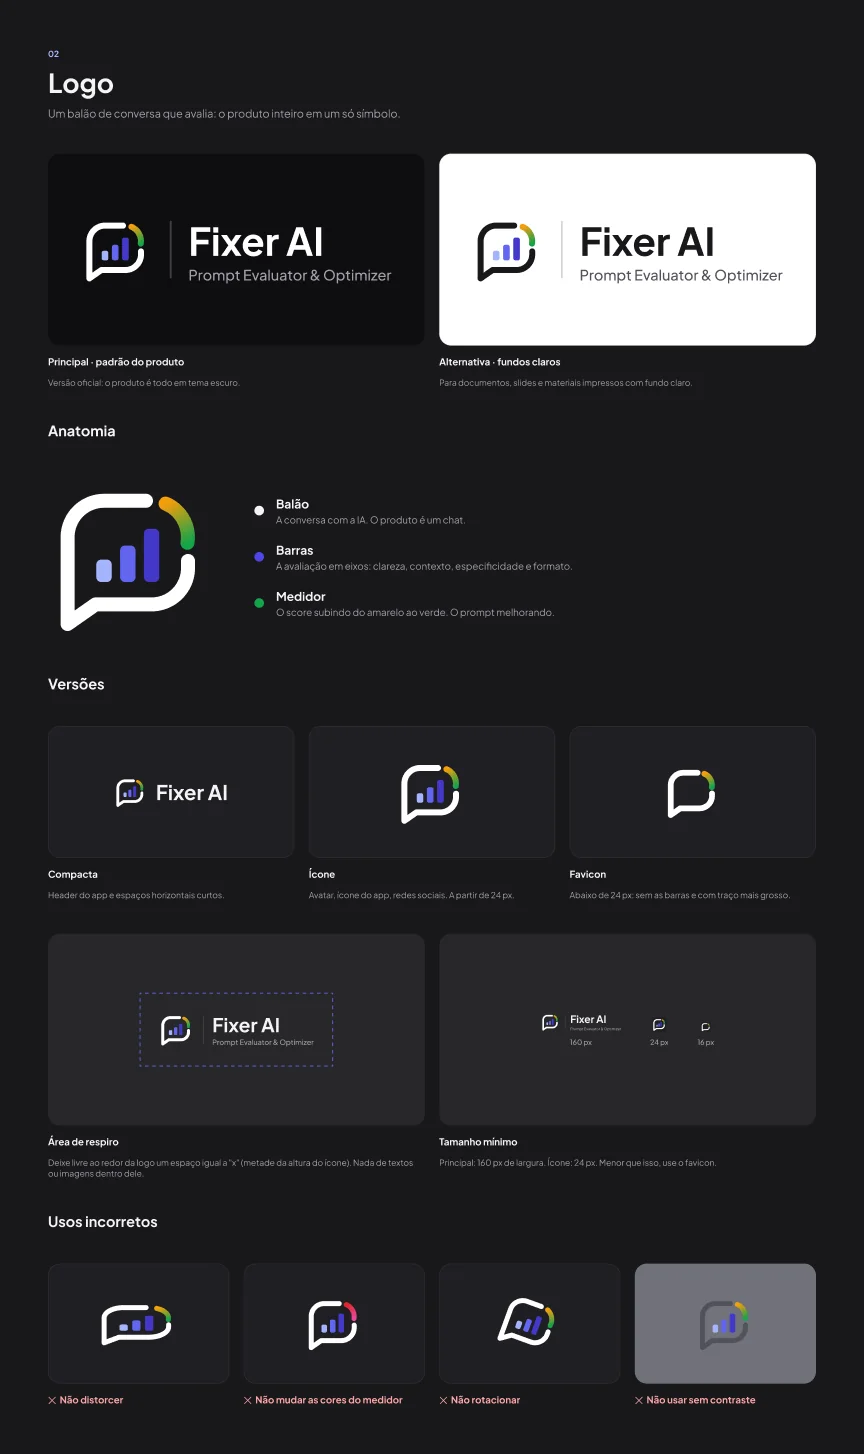 02
Logo
Um balão de conversa que avalia: o produto inteiro em um só símbolo.
Fixer AI
Prompt Evaluator & Optimizer
Fixer AI
Prompt Evaluator & Optimizer
Principal · padrão do produto
Versão oficial: o produto é todo em tema escuro.
Alternativa · fundos claros
Para documentos, slides e materiais impressos com fundo claro.
Anatomia
Balão
A conversa com a IA. O produto é um chat.
Barras
A avaliação em eixos: clareza, contexto, especificidade e formato.
Medidor
O score subindo do amarelo ao verde. O prompt melhorando.
Versões
Fixer AI
Compacta
Header do app e espaços horizontais curtos.
Ícone
Avatar, ícone do app, redes sociais. A partir de 24 px.
Favicon
Abaixo de 24 px: sem as barras e com traço mais grosso.
Fixer AI
Prompt Evaluator & Optimizer
Fixer AI
Prompt Evaluator & Optimizer
160 px
24 px
16 px
Área de respiro
Deixe livre ao redor da logo um espaço igual a "x" (metade da altura do ícone). Nada de textos
ou imagens dentro dele.
Tamanho mínimo
Principal: 160 px de largura. Ícone: 24 px. Menor que isso, use o favicon.
Usos incorretos
Não distorcer
Não mudar as cores do medidor
Não rotacionar
Não usar sem contraste